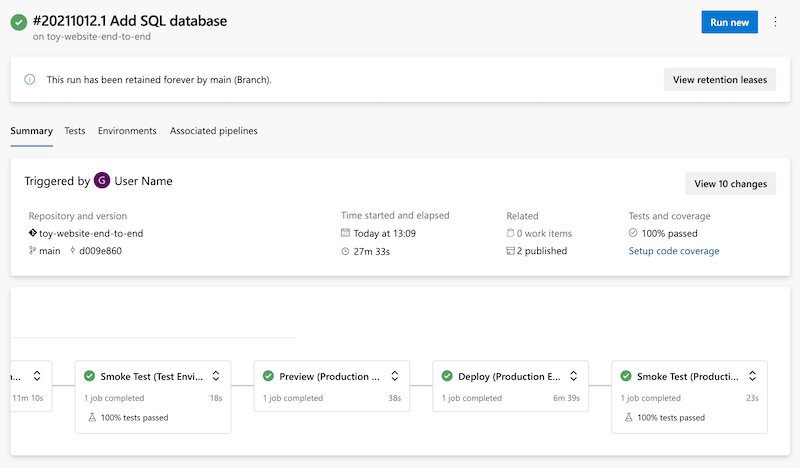 #20211012.1 Add SQL database
on toy-website-end-to-end
Run new
This run has been retained forever by main (Branch).
View retention leases
Summary Tests Environments Associated pipelines
Triggered by G User Name
View 10 changes
Repository and version Time started and elapsed Related Tests and coverage
toy-website-end-to-end Today at 13:09 0 work items 100% passed
main d009e860 27m 33s 2 published Setup code coverage
... Smoke Test (Test Envi... Preview (Production ... Deploy (Production E... Smoke Test (Producti...
11m 10s 1 job completed 18s 1 job completed 38s 1 job completed 6m 39s 1 job completed 23s
100% tests passed 100% tests passed